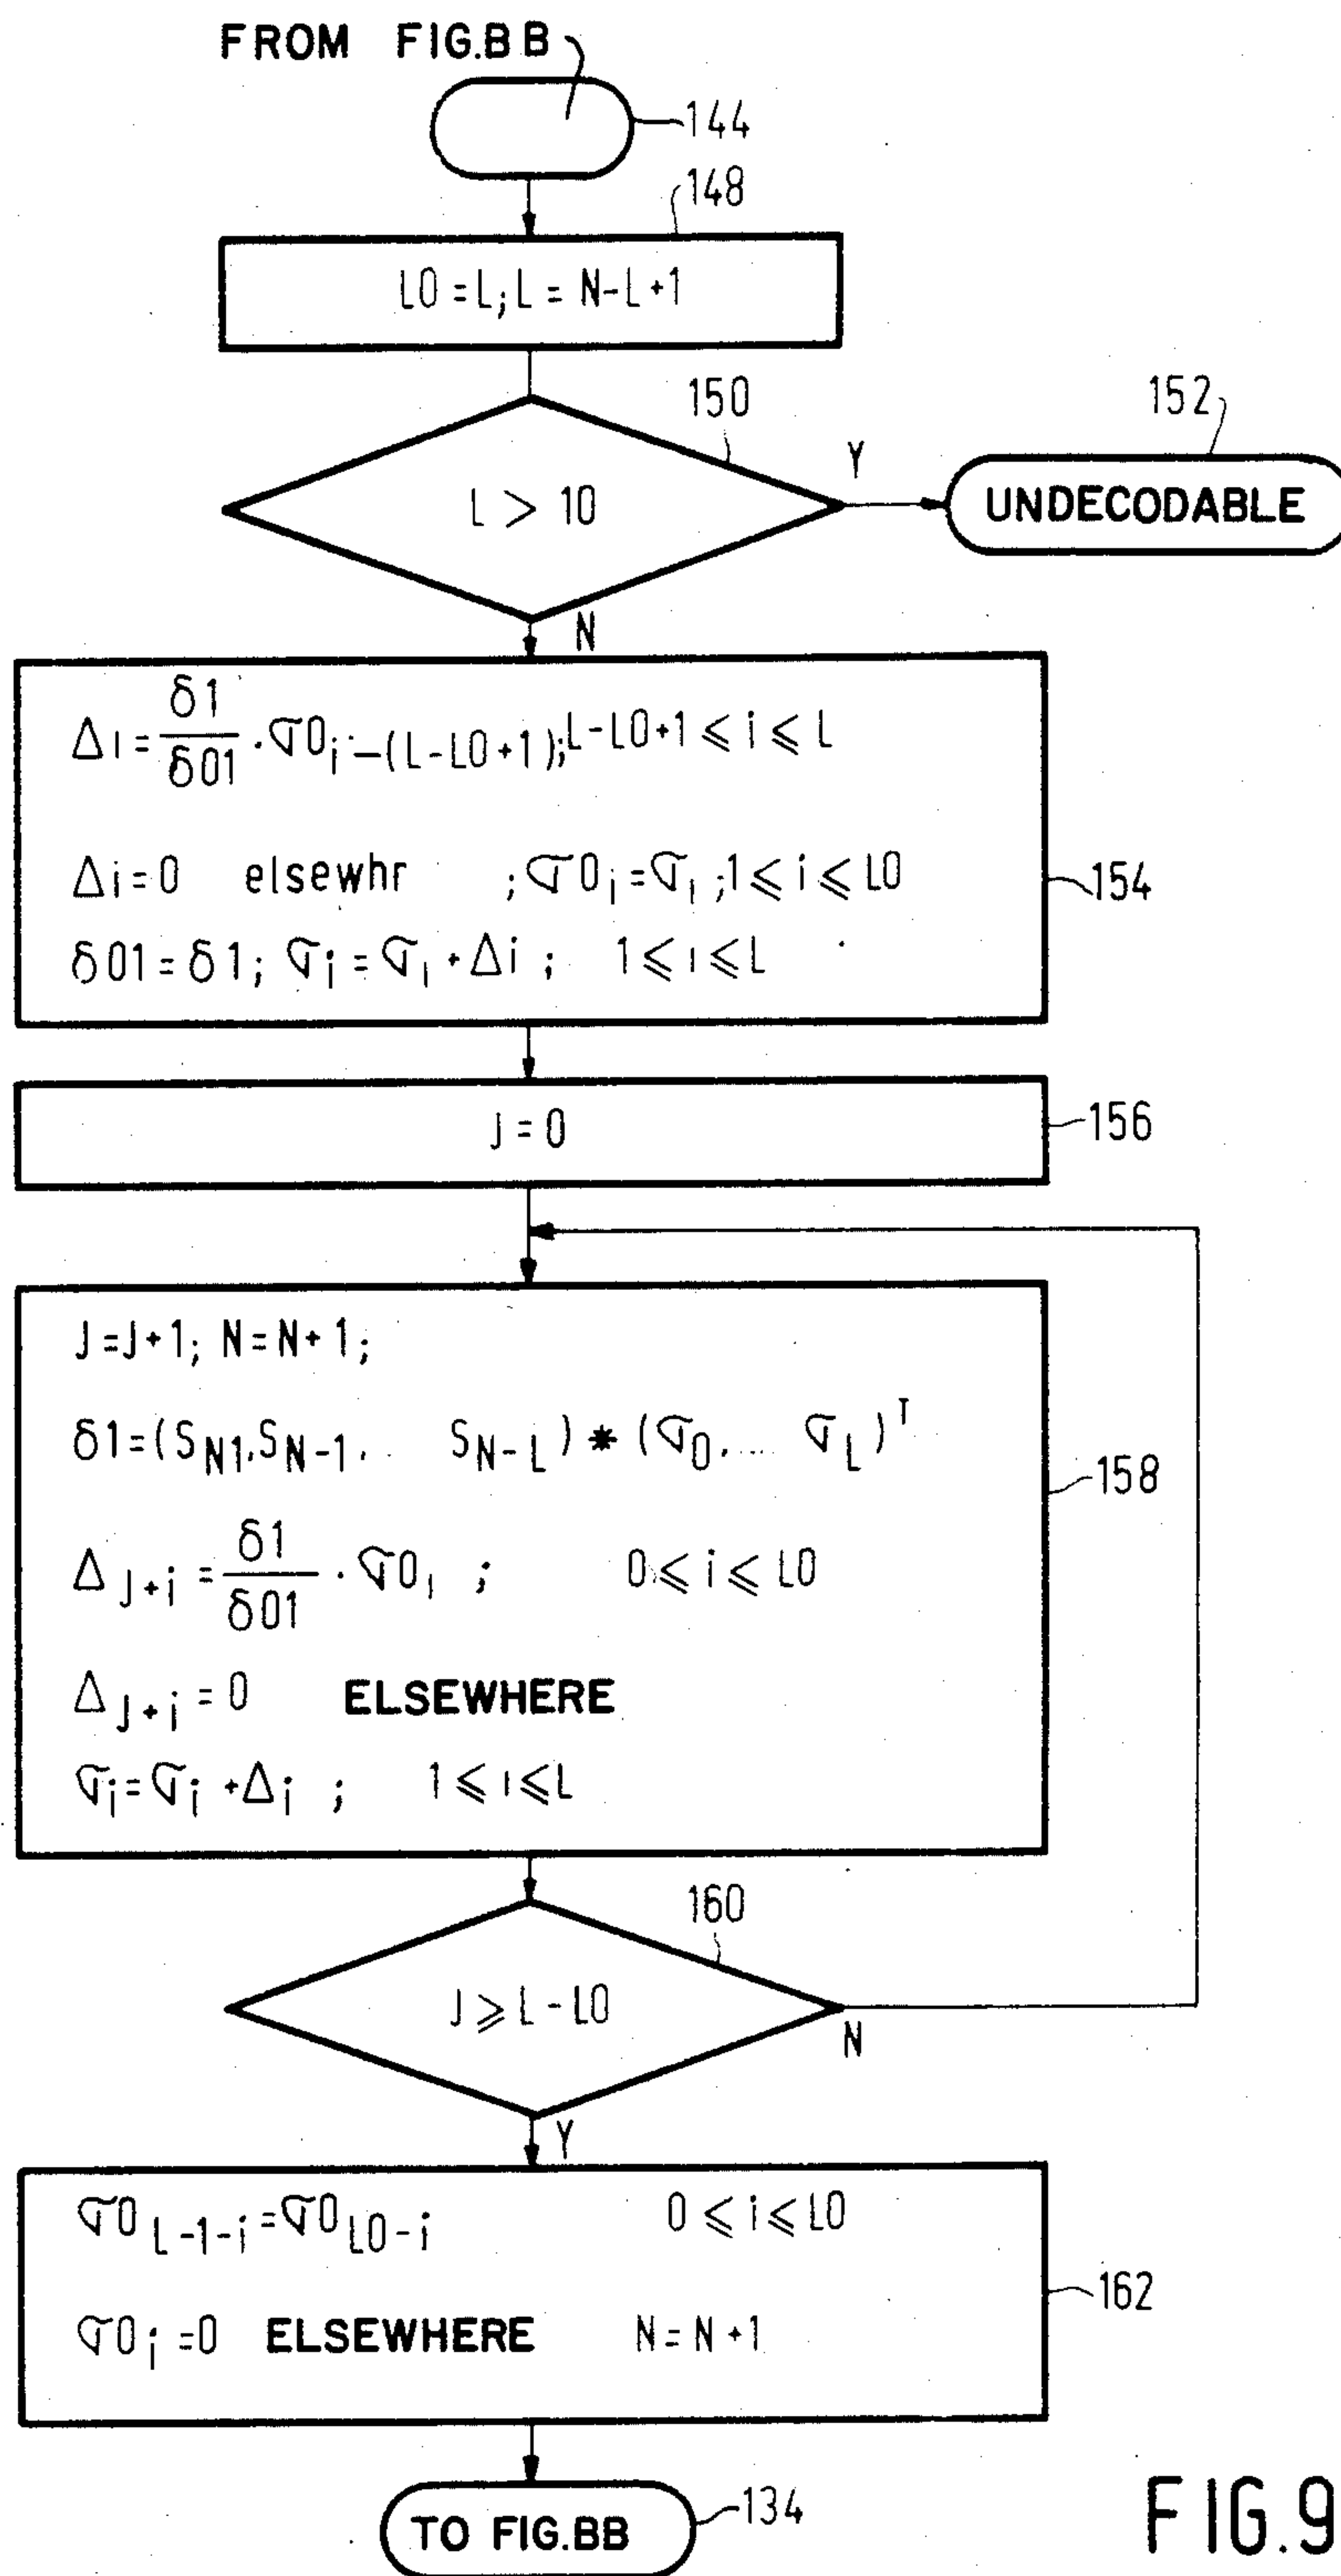 FROM FIG.BB
144
148
L0 = L; L = N-L+1
150
152
L > 10
Y
UNDECODABLE
N
Δi = δ1/δ01 . σ0i-(L-L0+1); L-L0+1 ⩽ i ⩽ L
Δi=0 elsewhr ; σ0i=σi ; 1⩽ i ⩽ L0
154
δ01=δ1; σi = σi + Δi ; 1⩽ i ⩽L
J = 0
156
J=J+1; N=N+1;
δ1=(SN1,SN-1, . SN-L) * (σ0,... σL)T
158
ΔJ+i = δ1/δ01 . σ0i ; 0 ⩽ i ⩽ L0
ΔJ+i = 0 ELSEWHERE
σi=σi +Δi ; 1 ⩽ i ⩽L
160
J ⩾ L - L0
N
Y
σ0L-1-i=σ0L0-i 0 ⩽ i ⩽ L0
162
σ0i =0 ELSEWHERE N= N+1
TO FIG.BB
134
FIG.9